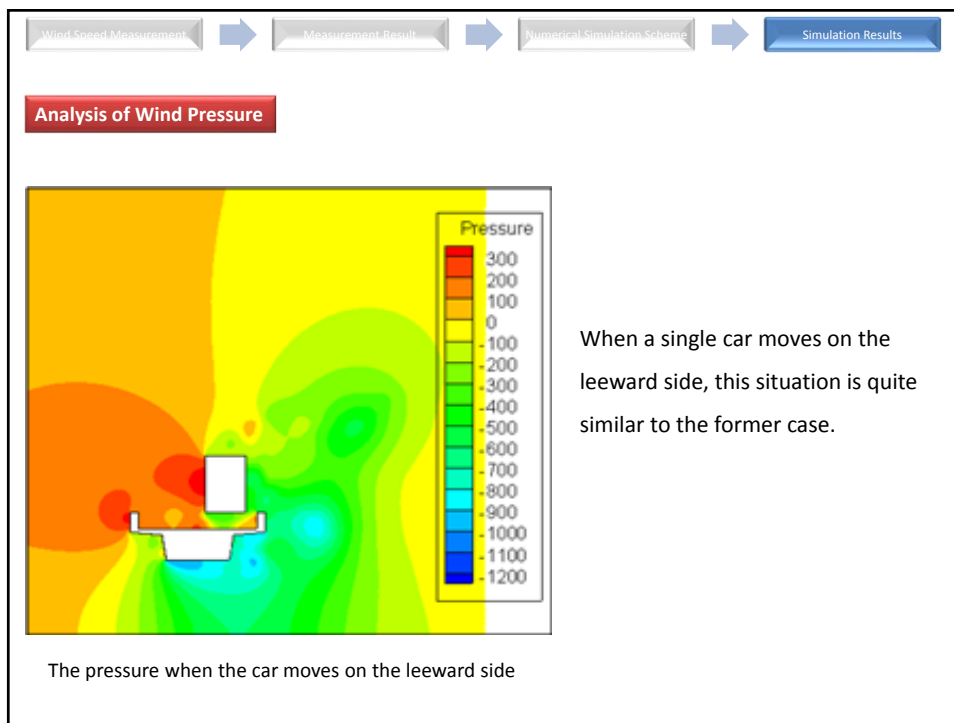 Wind Speed Measurement
Measurement Result
Numerical Simulation Scheme
Simulation Results
Analysis of Wind Pressure
Pressure
300
200
100
0
-100
-200
-300
-400
-500
-600
-700
-800
-900
-1000
-1100
-1200
When a single car moves on the
leeward side, this situation is quite
similar to the former case.
The pressure when the car moves on the leeward side